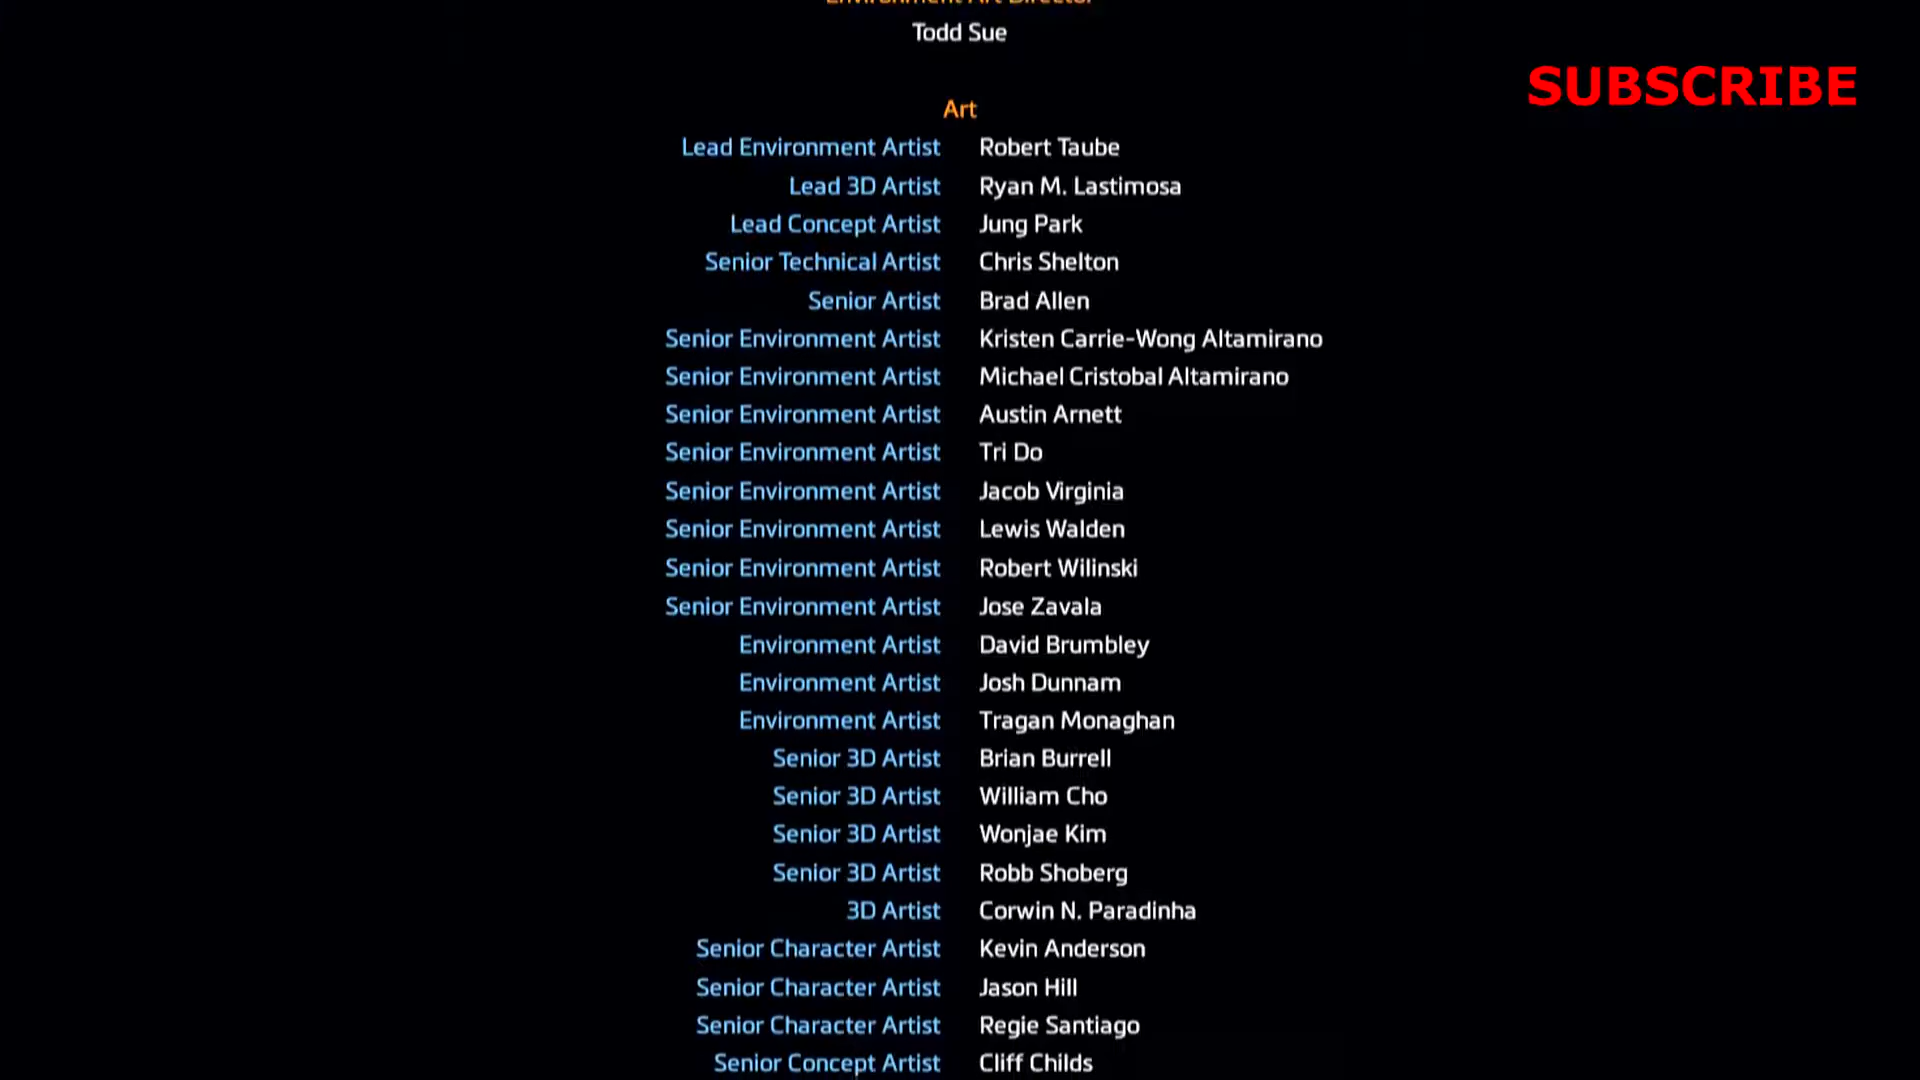 Environment Art Director
Todd Sue
SUBSCRIBE
Art
Lead Environment Artist Robert Taube
Lead 3D Artist Ryan M. Lastimosa
Lead Concept Artist Jung Park
Senior Technical Artist Chris Shelton
Senior Artist Brad Allen
Senior Environment Artist Kristen Carrie-Wong Altamirano
Senior Environment Artist Michael Cristobal Altamirano
Senior Environment Artist Austin Arnett
Senior Environment Artist Tri Do
Senior Environment Artist Jacob Virginia
Senior Environment Artist Lewis Walden
Senior Environment Artist Robert Wilinski
Senior Environment Artist Jose Zavala
Environment Artist David Brumbley
Environment Artist Josh Dunnam
Environment Artist Tragan Monaghan
Senior 3D Artist Brian Burrell
Senior 3D Artist William Cho
Senior 3D Artist Wonjae Kim
Senior 3D Artist Robb Shoberg
3D Artist Corwin N. Paradinha
Senior Character Artist Kevin Anderson
Senior Character Artist Jason Hill
Senior Character Artist Regie Santiago
Senior Concept Artist Cliff Childs